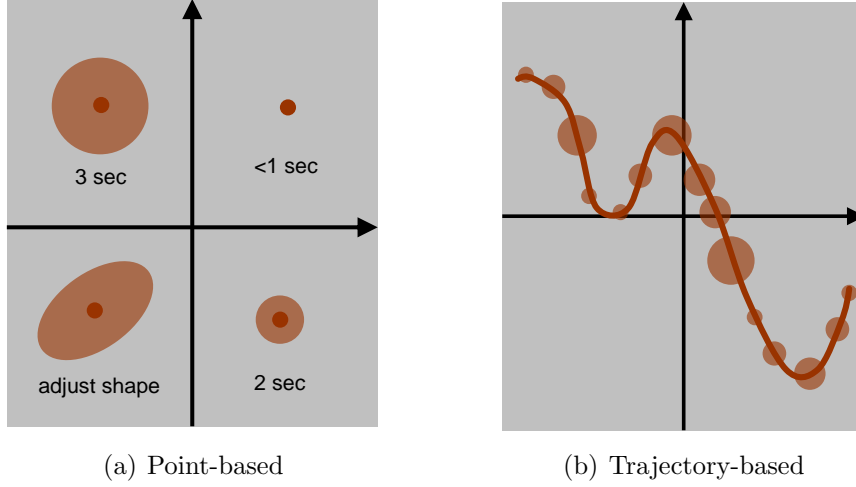 3 sec
<1 sec
adjust shape
2 sec
(a) Point-based
(b) Trajectory-based